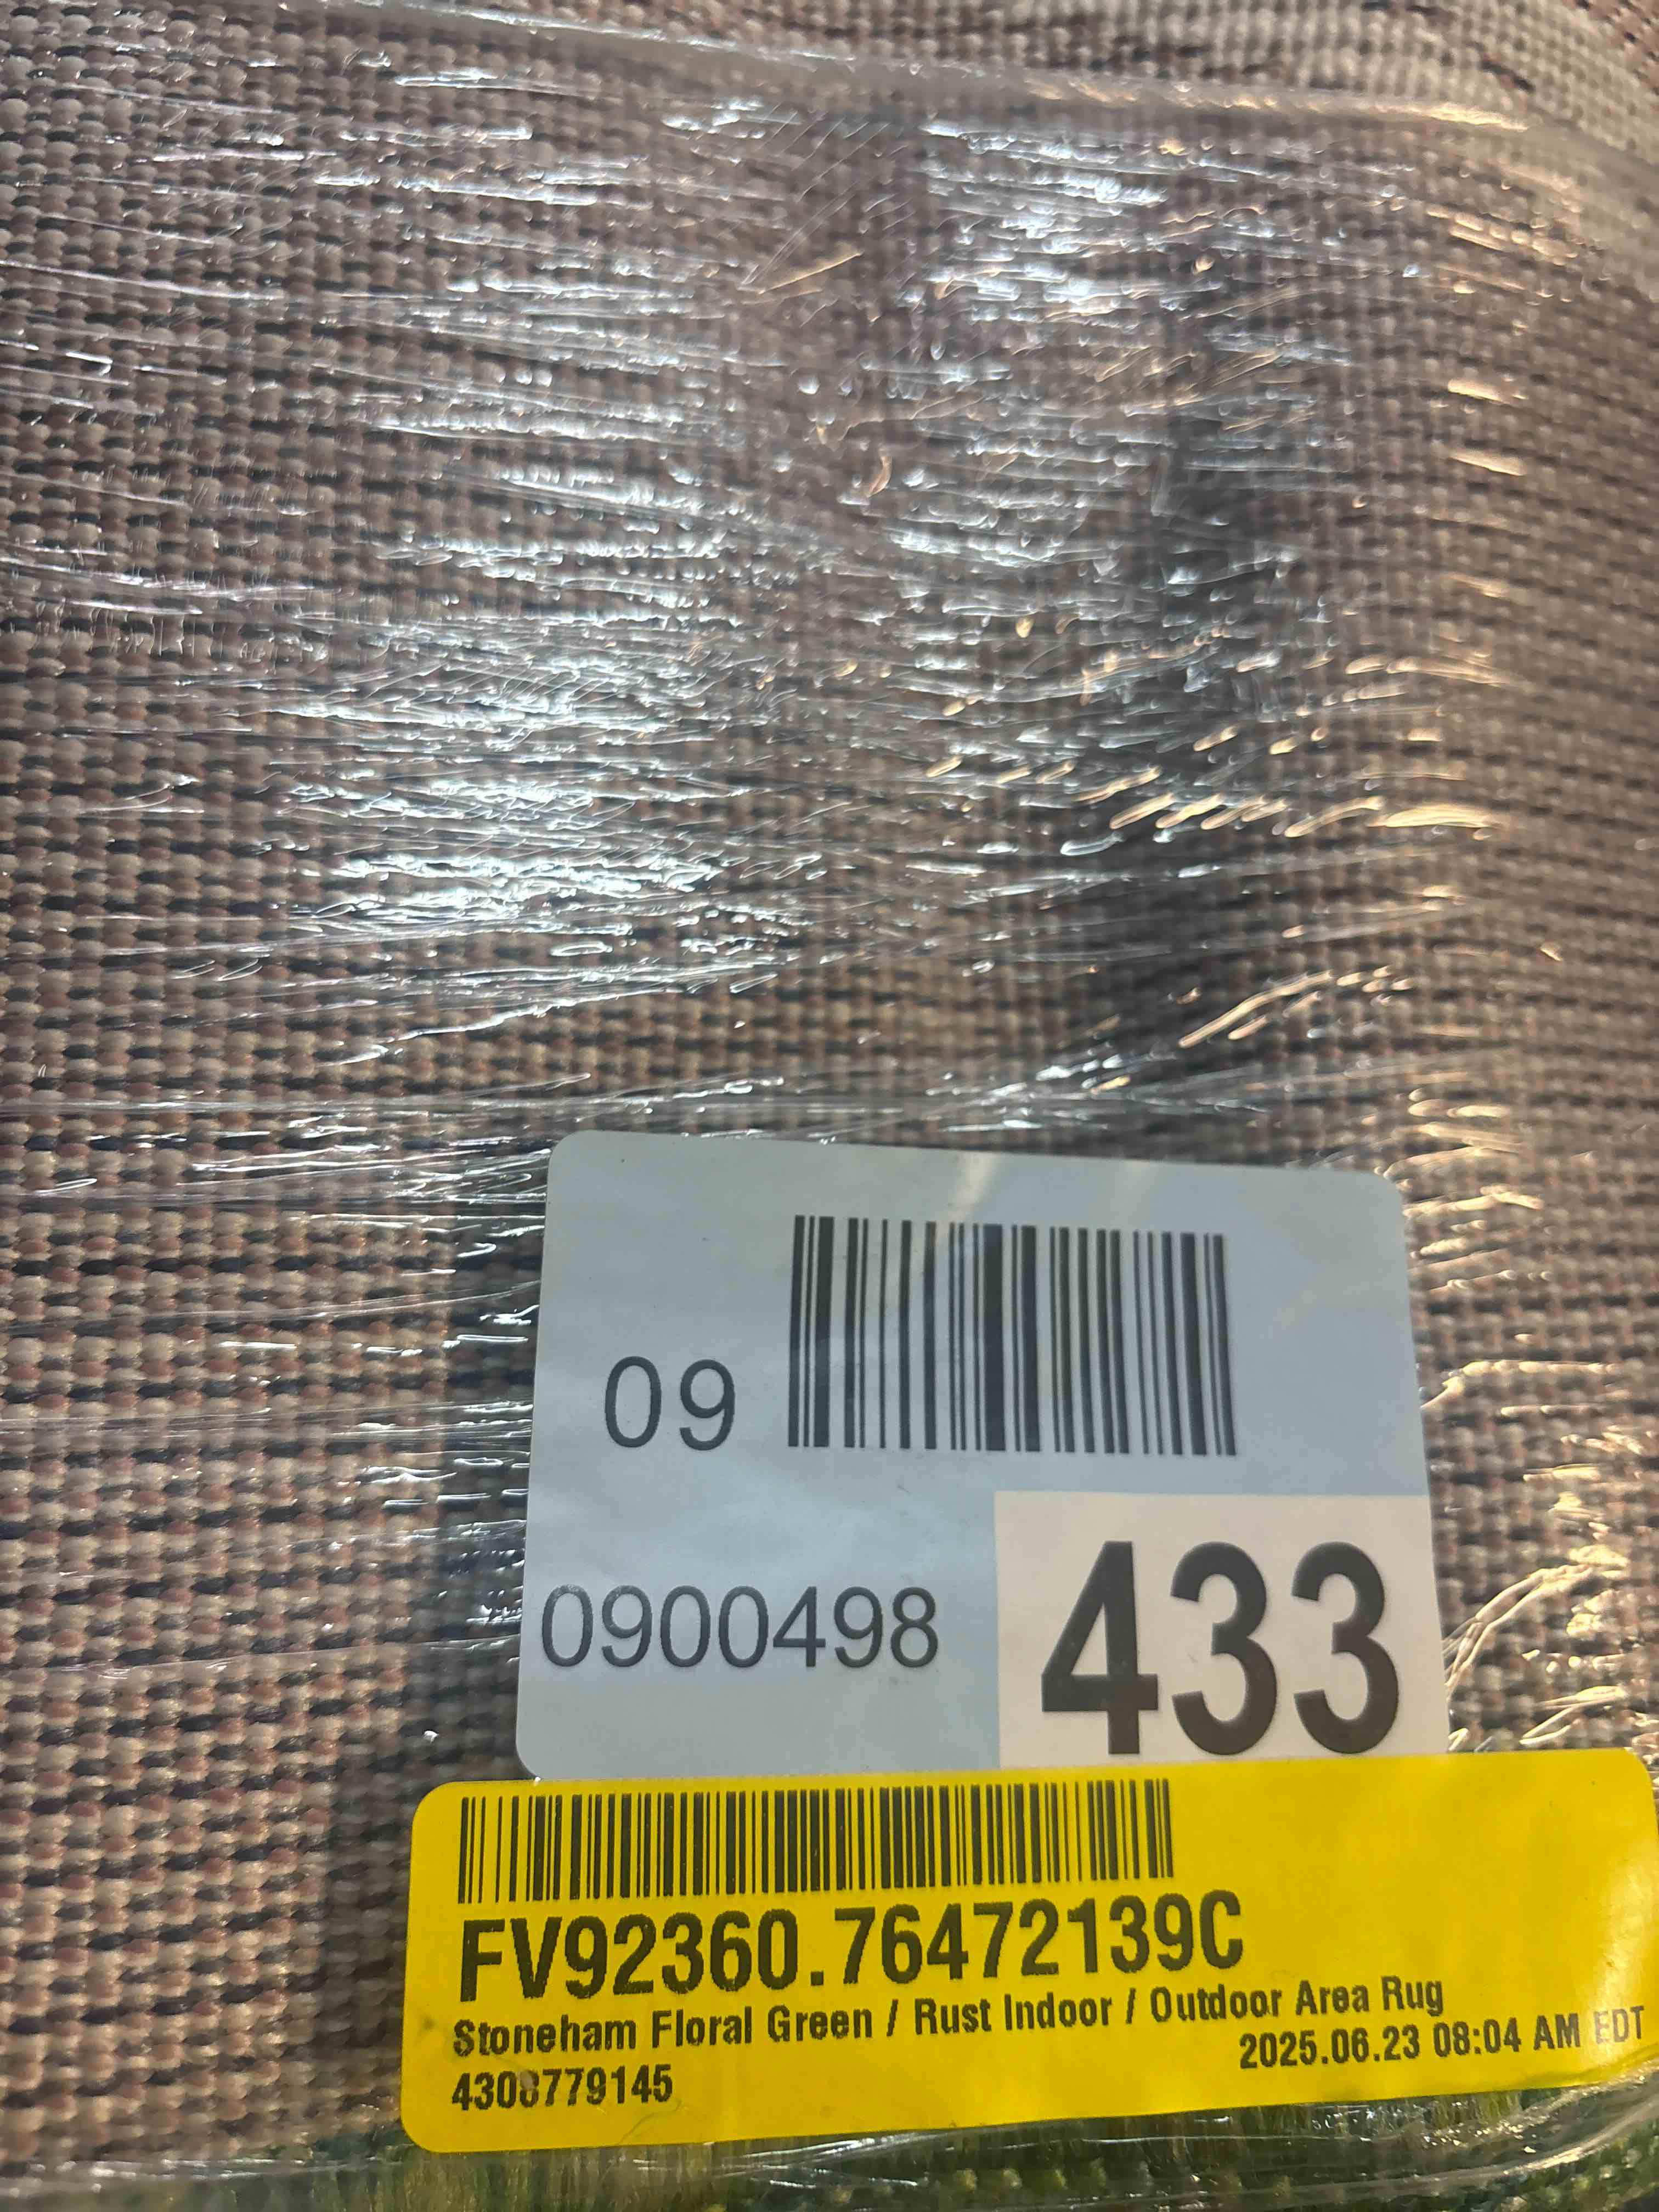 09
0900498
433
FV92360.76472139C
Stoneham Floral Green / Rust Indoor / Outdoor Area Rug
2025.06.23 08:04 AM EDT
4308779145